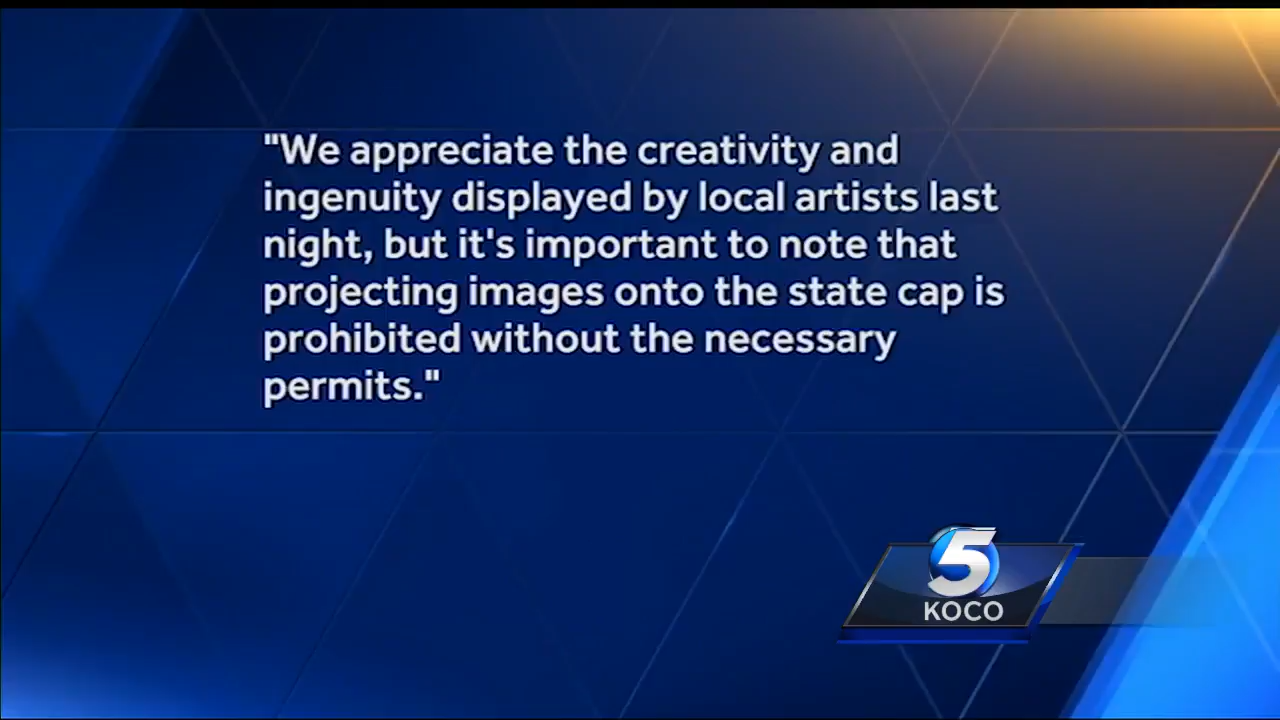 "We appreciate the creativity and
ingenuity displayed by local artists last
night, but it's important to note that
projecting images onto the state cap is
prohibited without the necessary
permits."
5
KOCO